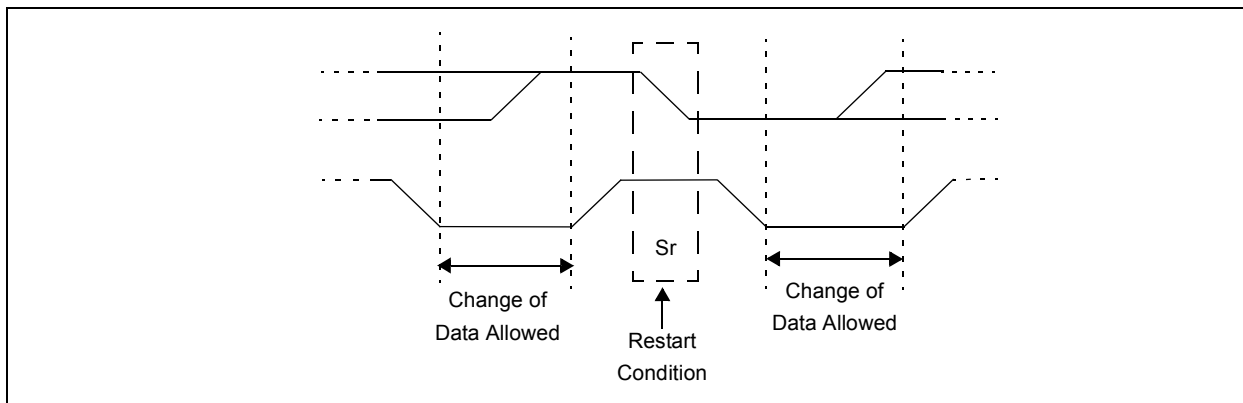 Sr
Change of
Data Allowed
Restart
Condition
Change of
Data Allowed